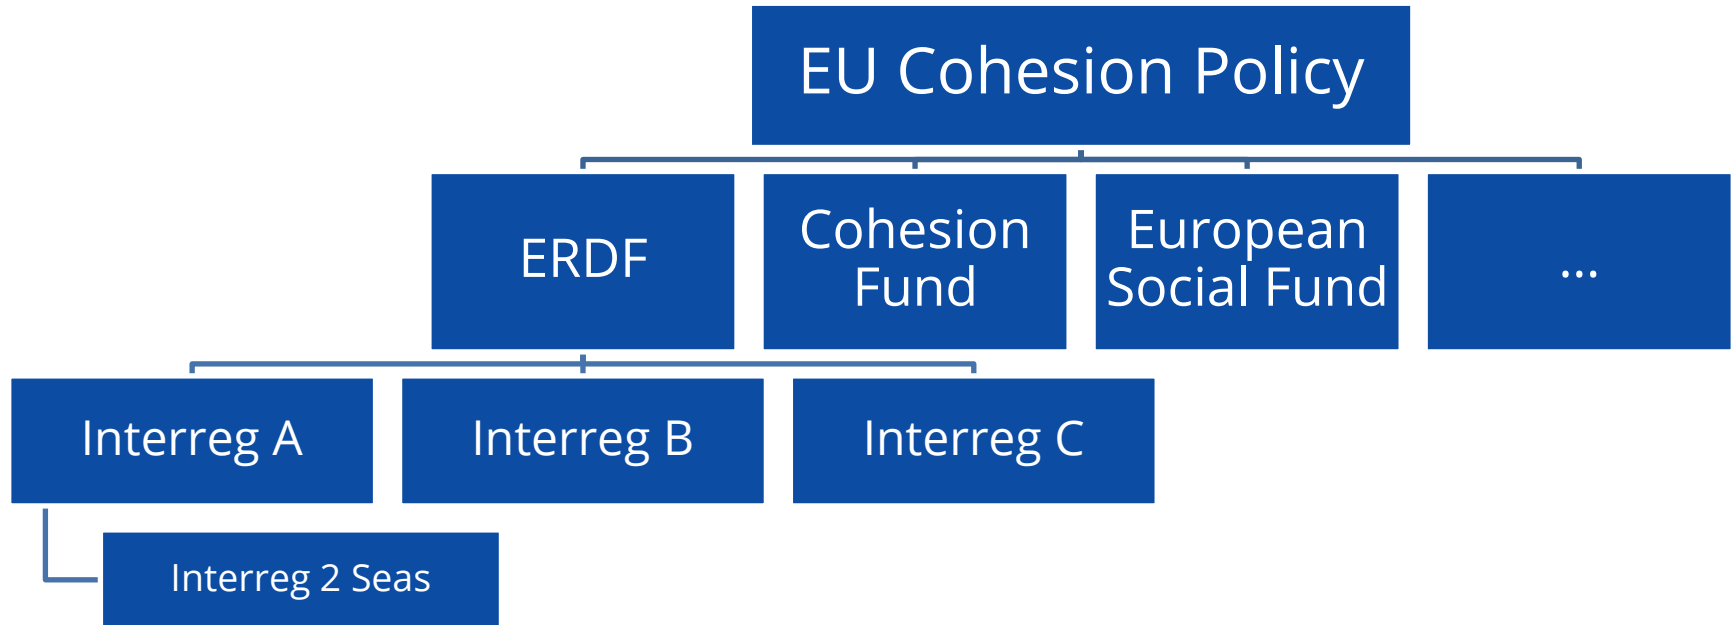 EU Cohesion Policy
ERDF
Cohesion
Fund
European
Social Fund
...
Interreg A
Interreg B
Interreg C
Interreg 2 Seas